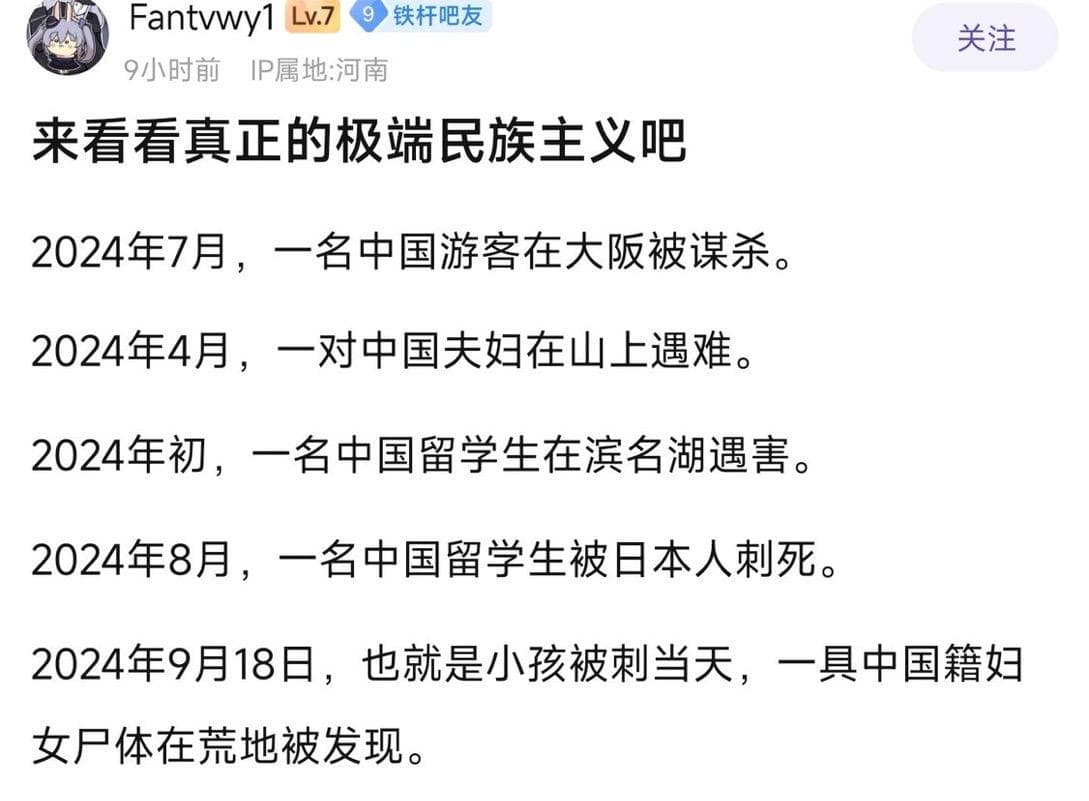 Fantvwy1 Lv.7 9 铁杆吧友
关注
9小时前 IP属地:河南
来看看真正的极端民族主义吧
2024年7月，一名中国游客在大阪被谋杀。
2024年4月，一对中国夫妇在山上遇难。
2024年初，一名中国留学生在滨名湖遇害。
2024年8月，一名中国留学生被日本人刺死。
2024年9月18日，也就是小孩被刺当天，一具中国籍妇
女尸体在荒地被发现。